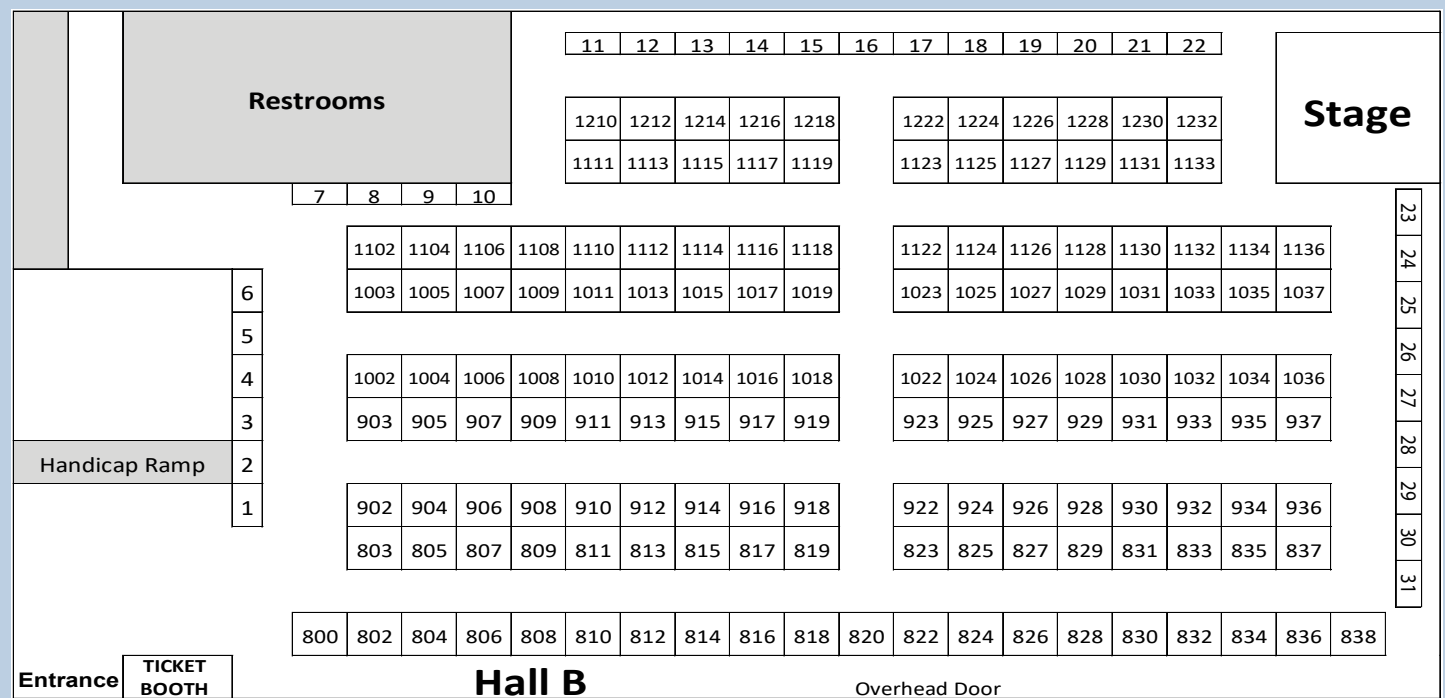 11 12 13 14 15 16 17 18 19 20 21 22
Restrooms
Stage
1210 1212 1214 1216 1218 1222 1224 1226 1228 1230 1232
1111 1113 1115 1117 1119 1123 1125 1127 1129 1131 1133
7 8 9 10
23
1102 1104 1106 1108 1110 1112 1114 1116 1118 1122 1124 1126 1128 1130 1132 1134 1136
24
6
1003 1005 1007 1009 1011 1013 1015 1017 1019 1023 1025 1027 1029 1031 1033 1035 1037
25
5
26
4
1002 1004 1006 1008 1010 1012 1014 1016 1018 1022 1024 1026 1028 1030 1032 1034 1036
27
3
903 905 907 909 911 913 915 917 919 923 925 927 929 931 933 935 937
28
Handicap Ramp
2
29
1
902 904 906 908 910 912 914 916 918 922 924 926 928 930 932 934 936
30
803 805 807 809 811 813 815 817 819 823 825 827 829 831 833 835 837
31
800 802 804 806 808 810 812 814 816 818 820 822 824 826 828 830 832 834 836 838
Entrance
TICKET
BOOTH
Hall B
Overhead Door